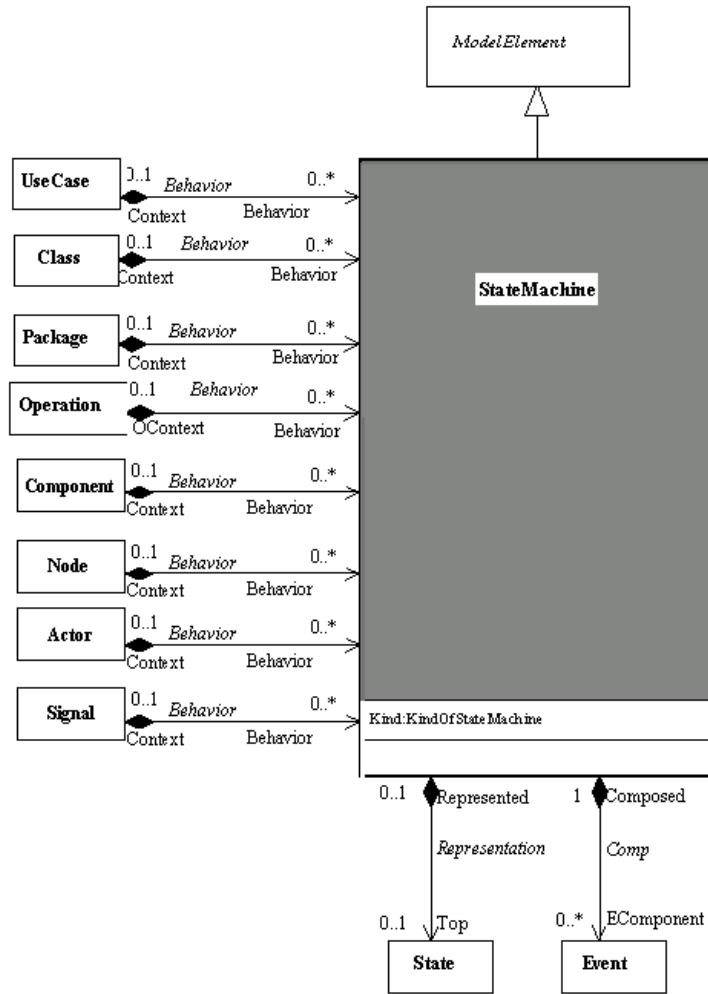 ModelElement
0..1 Behavior 0..*
UseCase
Context Behavior
0..1 Behavior 0..*
Class
Context Behavior
StateMachine
0..1 Behavior 0..*
Package
Context Behavior
0..1 Behavior 0..*
Operation
OContext Behavior
0..1 Behavior 0..*
Component
Context Behavior
0..1 Behavior 0..*
Node
Context Behavior
0..1 Behavior 0..*
Actor
Context Behavior
0..1 Behavior 0..*
Signal
Kind:KindOfStateMachine
Context Behavior
0..1 Represented 1 Composed
Representation Comp
0..1 Top 0..* EComponent
State Event